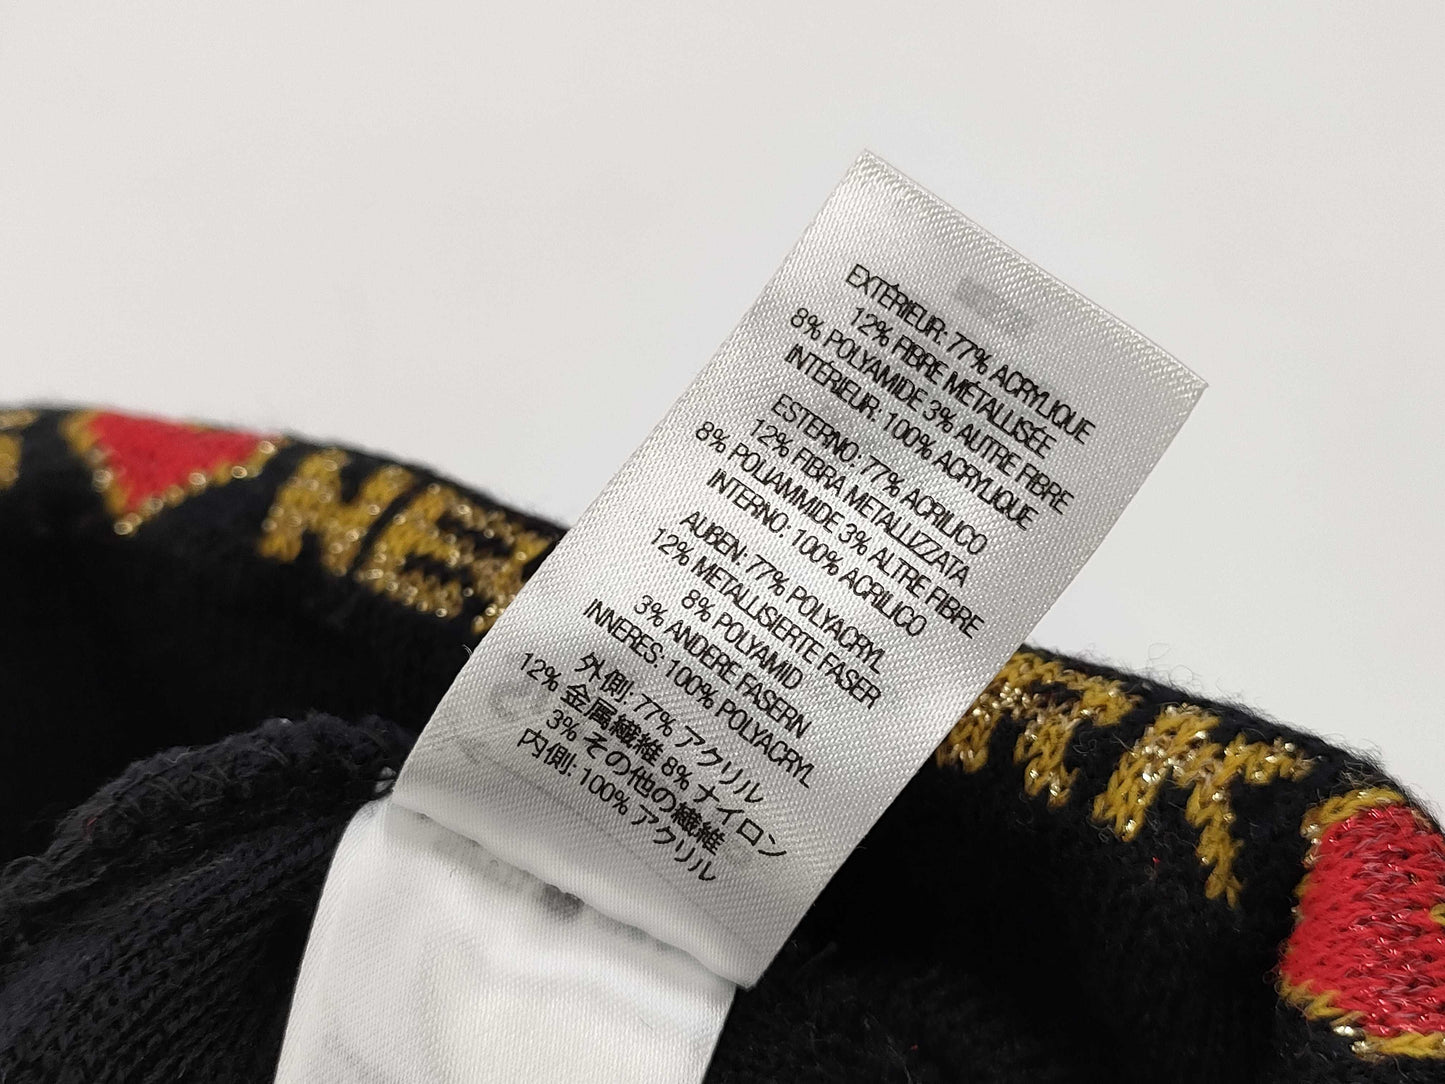 EXTÉRIEUR: 77% ACRYLIQUE
12% FIBRE MÉTALLISÉE
8% POLYAMIDE 3% AUTRE FIBRE
INTÉRIEUR: 100% ACRYLIQUE
ESTERNO: 77% ACRILICO
12% FIBRA METALLIZZATA
8% POLIAMMIDE 3% ALTRE FIBRE
INTERNO: 100% ACRILICO
AUßEN: 77% POLYACRYL
12% METALLISIERTE FASER
8% POLYAMID
3% ANDERE FASERN
INNERES: 100% POLYACRYL
外側: 77% アクリル
12% 金属繊維 8% ナイロン
3% その他の繊維
内側: 100% アクリル
NE